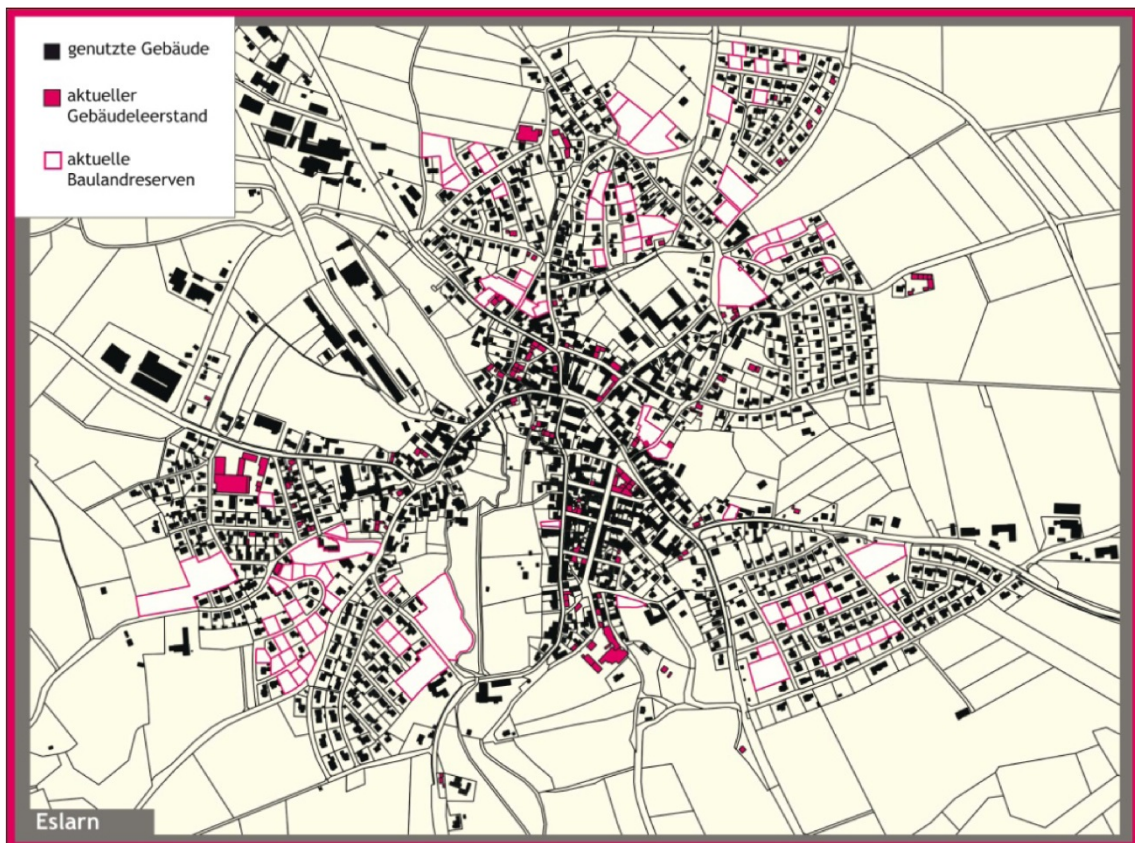 genutzte Gebäude
aktueller
Gebäudeleerstand
aktuelle
Baulandreserven
Eslarn